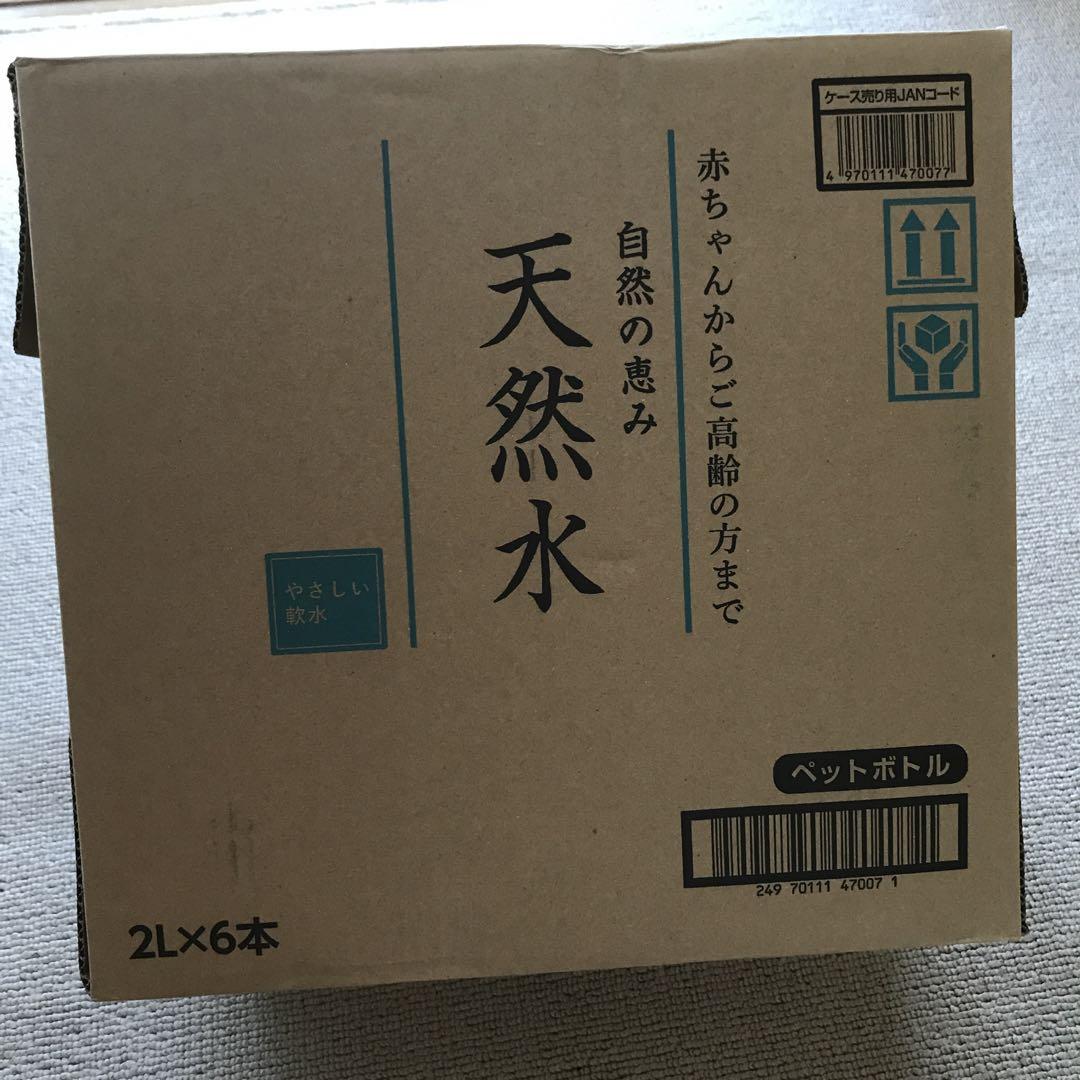 ケース売り用JANコード
4 970111 470077
赤ちゃんからご高齢の方まで
自然の恵み
天然水
やさしい
軟水
ペットボトル
249 70111 47007 1
2L×6本